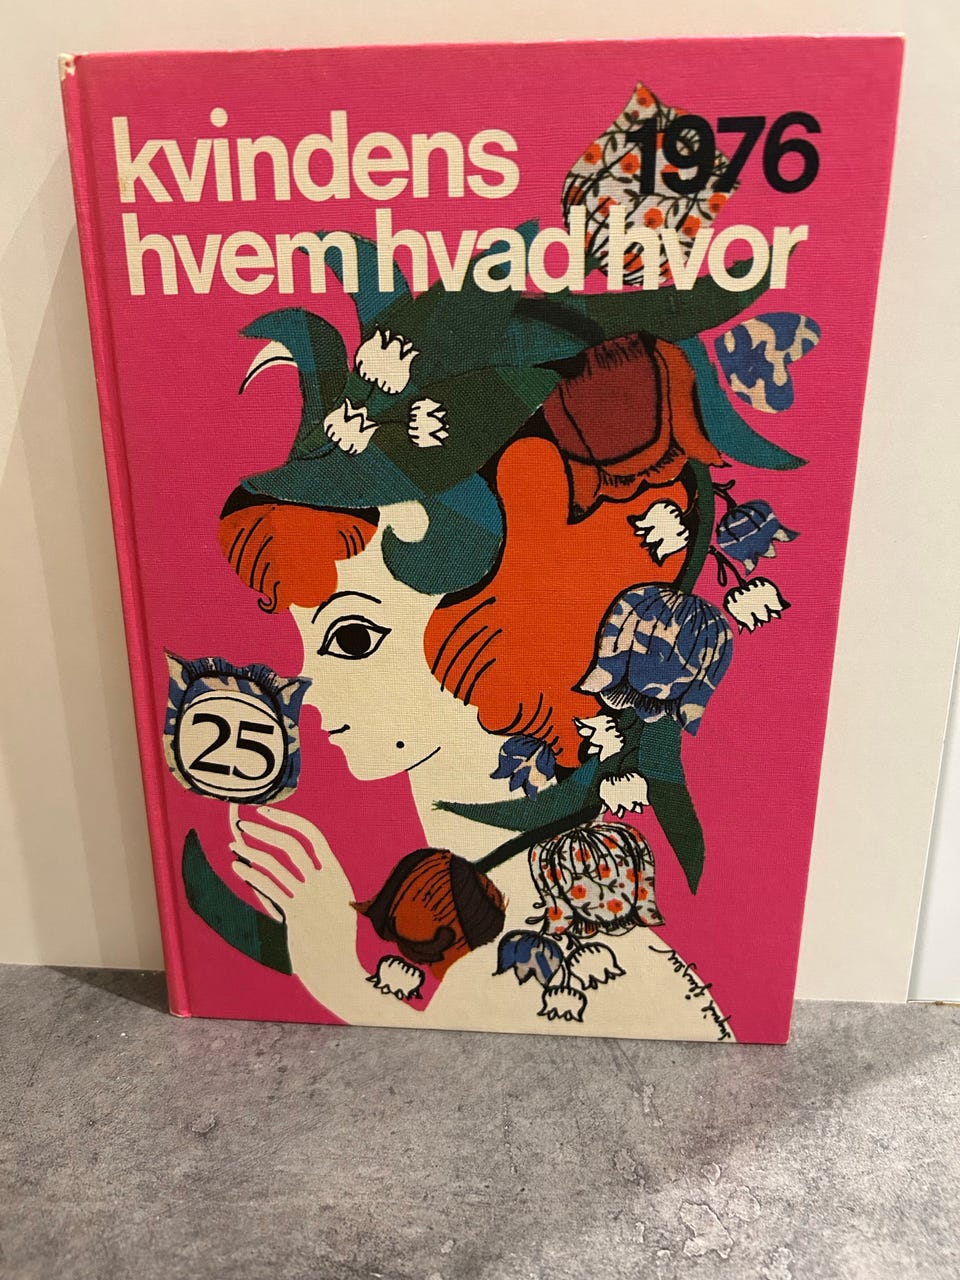 kvindens 1976
hvem hvad hvor
25